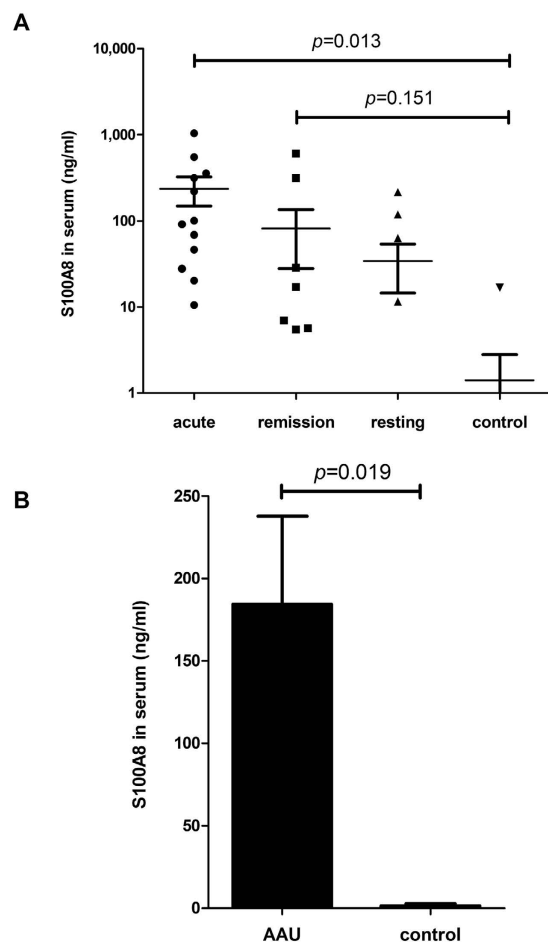 A
p=0.013
p=0.151
S100A8 in serum (ng/ml)
10,000
1,000
100
10
1
acute remission resting control
B
p=0.019
S100A8 in serum (ng/ml)
250
200
150
100
50
0
AAU control